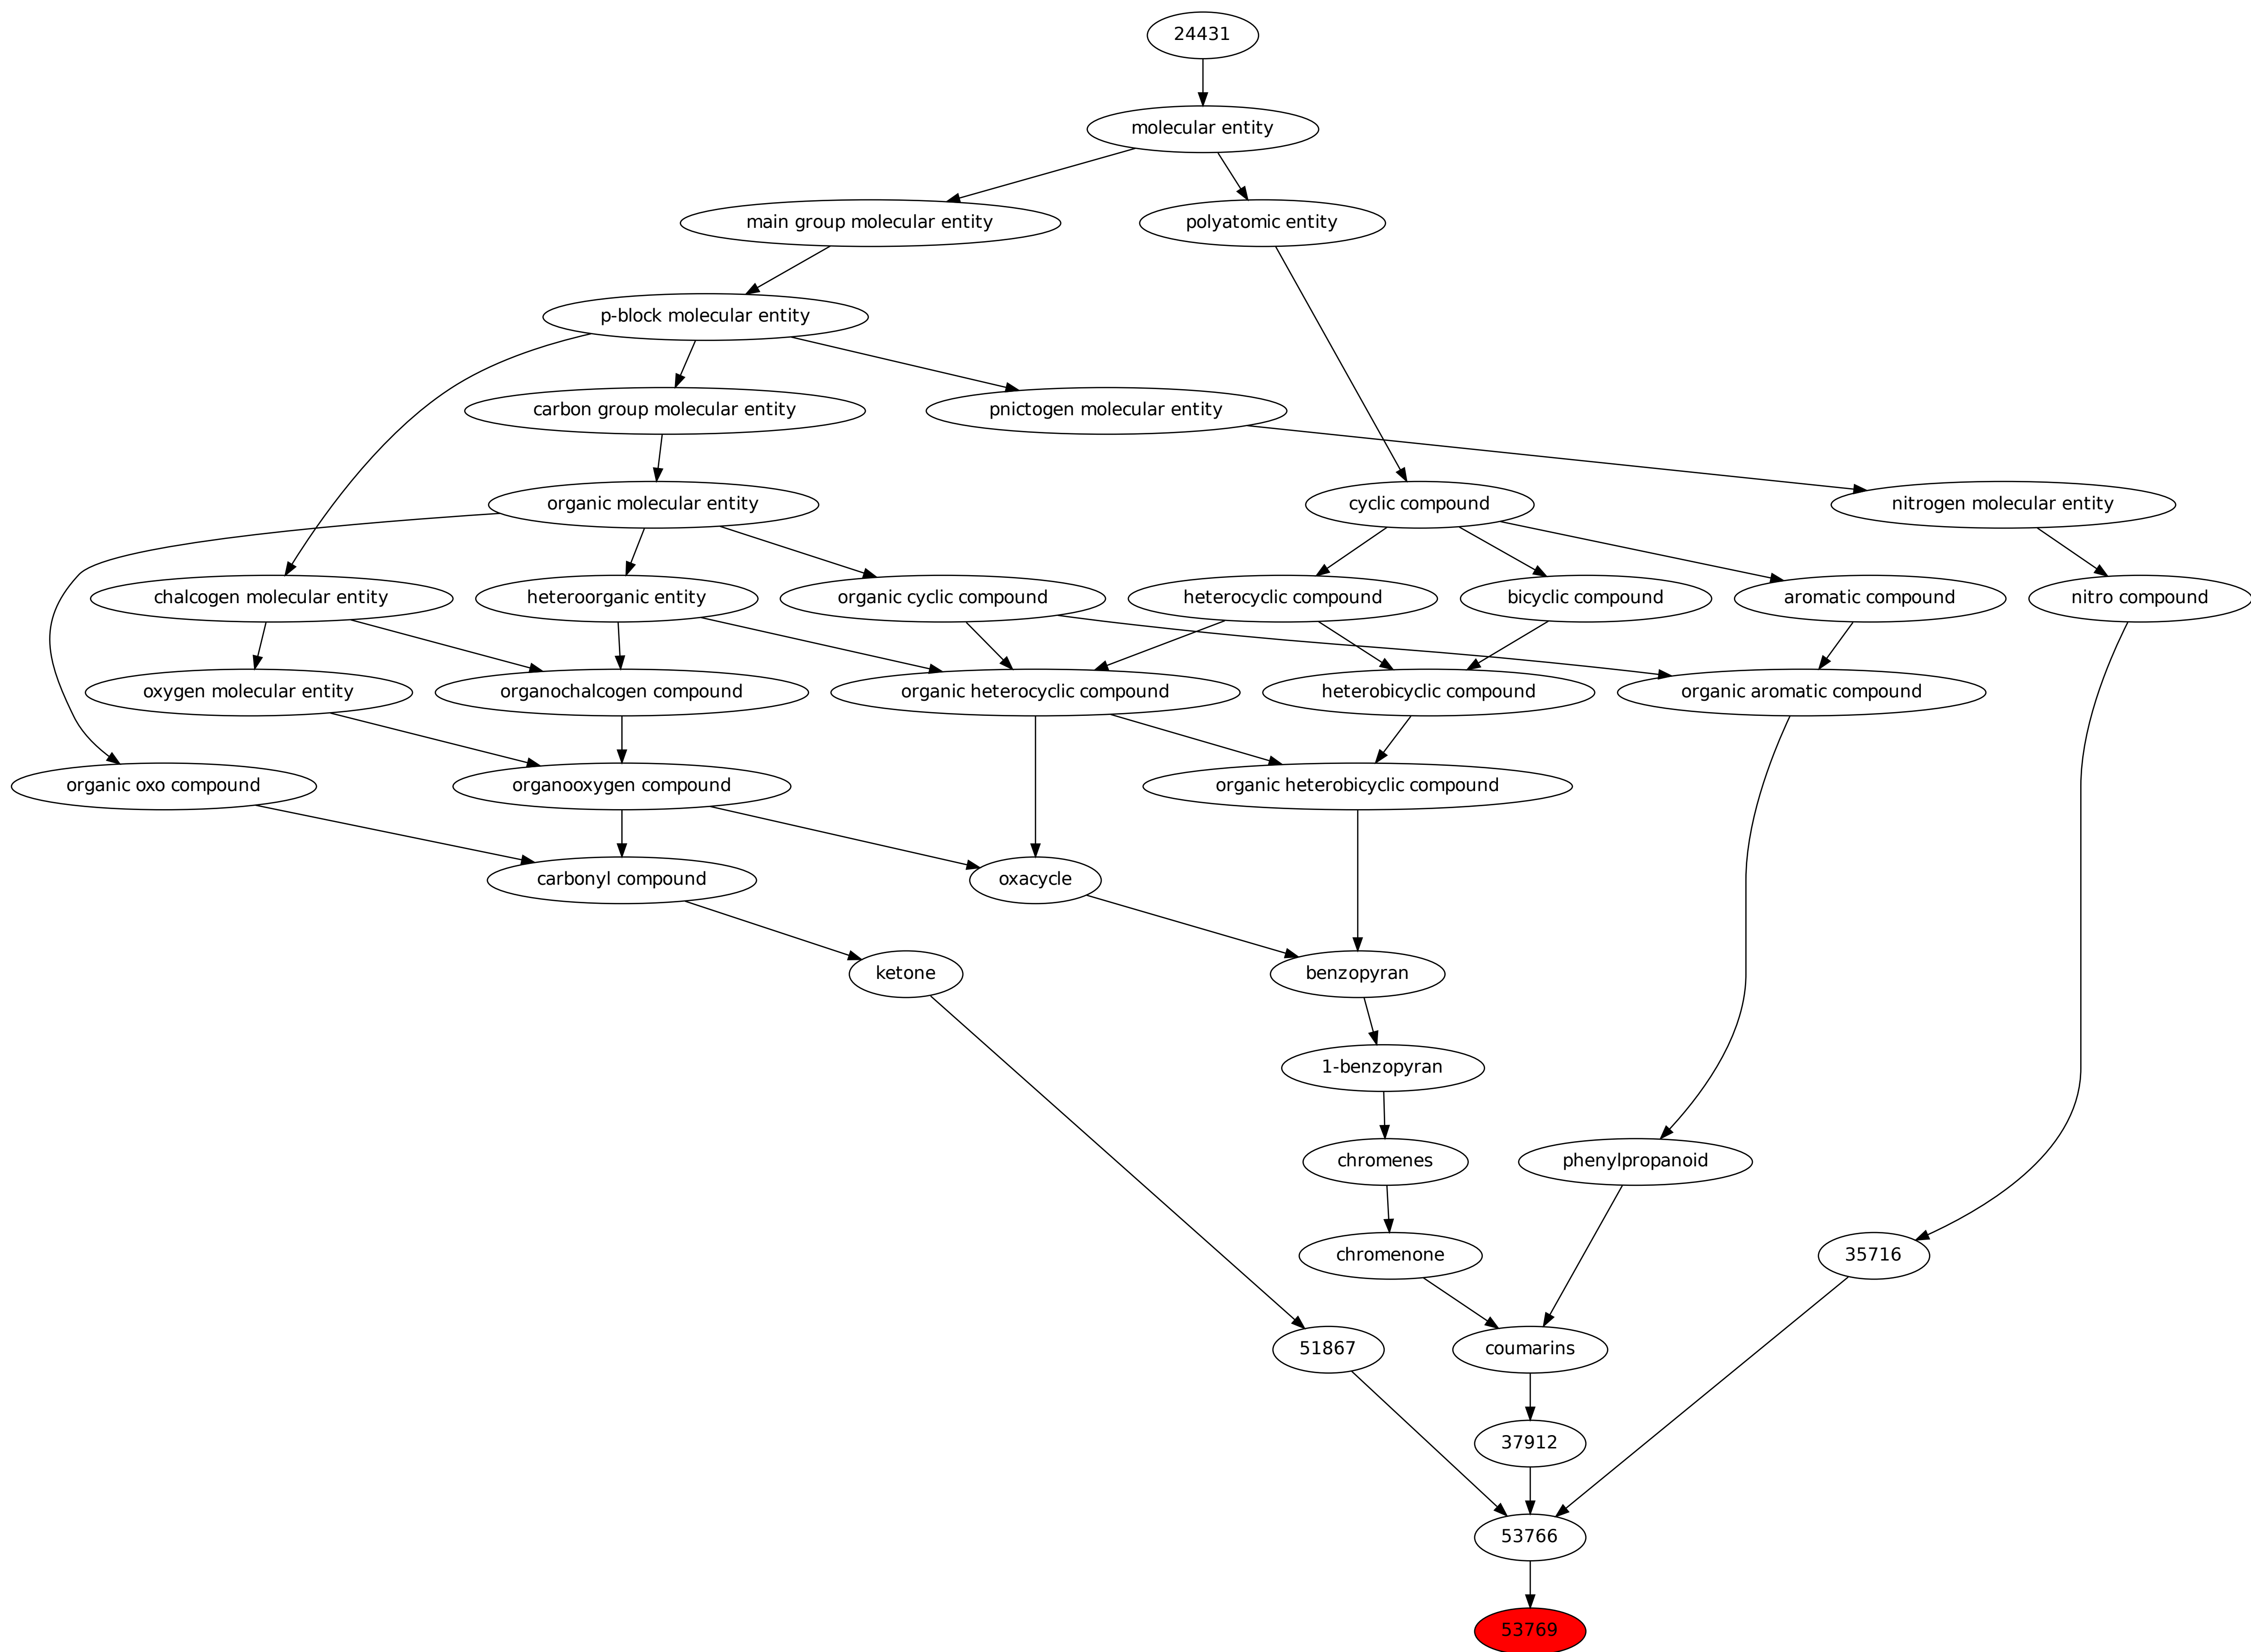 24431
molecular entity
main group molecular entity
polyatomic entity
p-block molecular entity
carbon group molecular entity
pnictogen molecular entity
organic molecular entity
cyclic compound
nitrogen molecular entity
chalcogen molecular entity
heteroorganic entity
organic cyclic compound
heterocyclic compound
bicyclic compound
aromatic compound
nitro compound
oxygen molecular entity
organochalcogen compound
organic heterocyclic compound
heterobicyclic compound
organic aromatic compound
organic oxo compound
organooxygen compound
organic heterobicyclic compound
carbonyl compound
oxacycle
ketone
benzopyran
1-benzopyran
chromenes
phenylpropanoid
chromenone
35716
51867
coumarins
37912
53766
53769